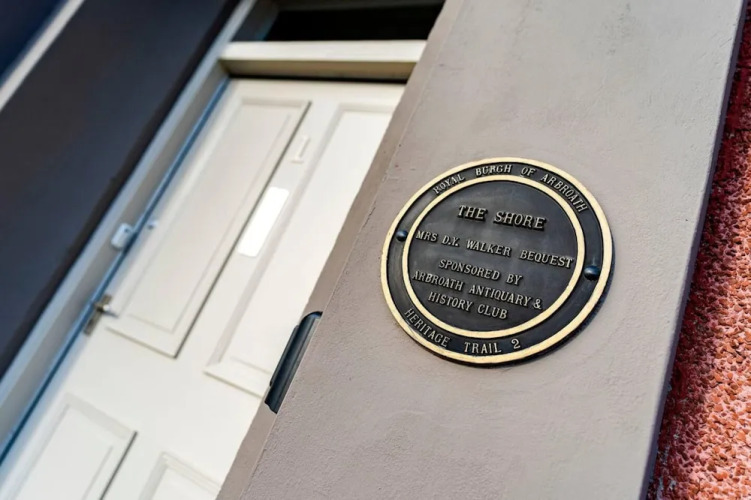 ROYAL BURGH OF ARBROATH
THE SHORE
MRS D.Y. WALKER BEQUEST
SPONSORED BY
ARBROATH ANTIQUARY &
HISTORY CLUB
HERITAGE TRAIL 2